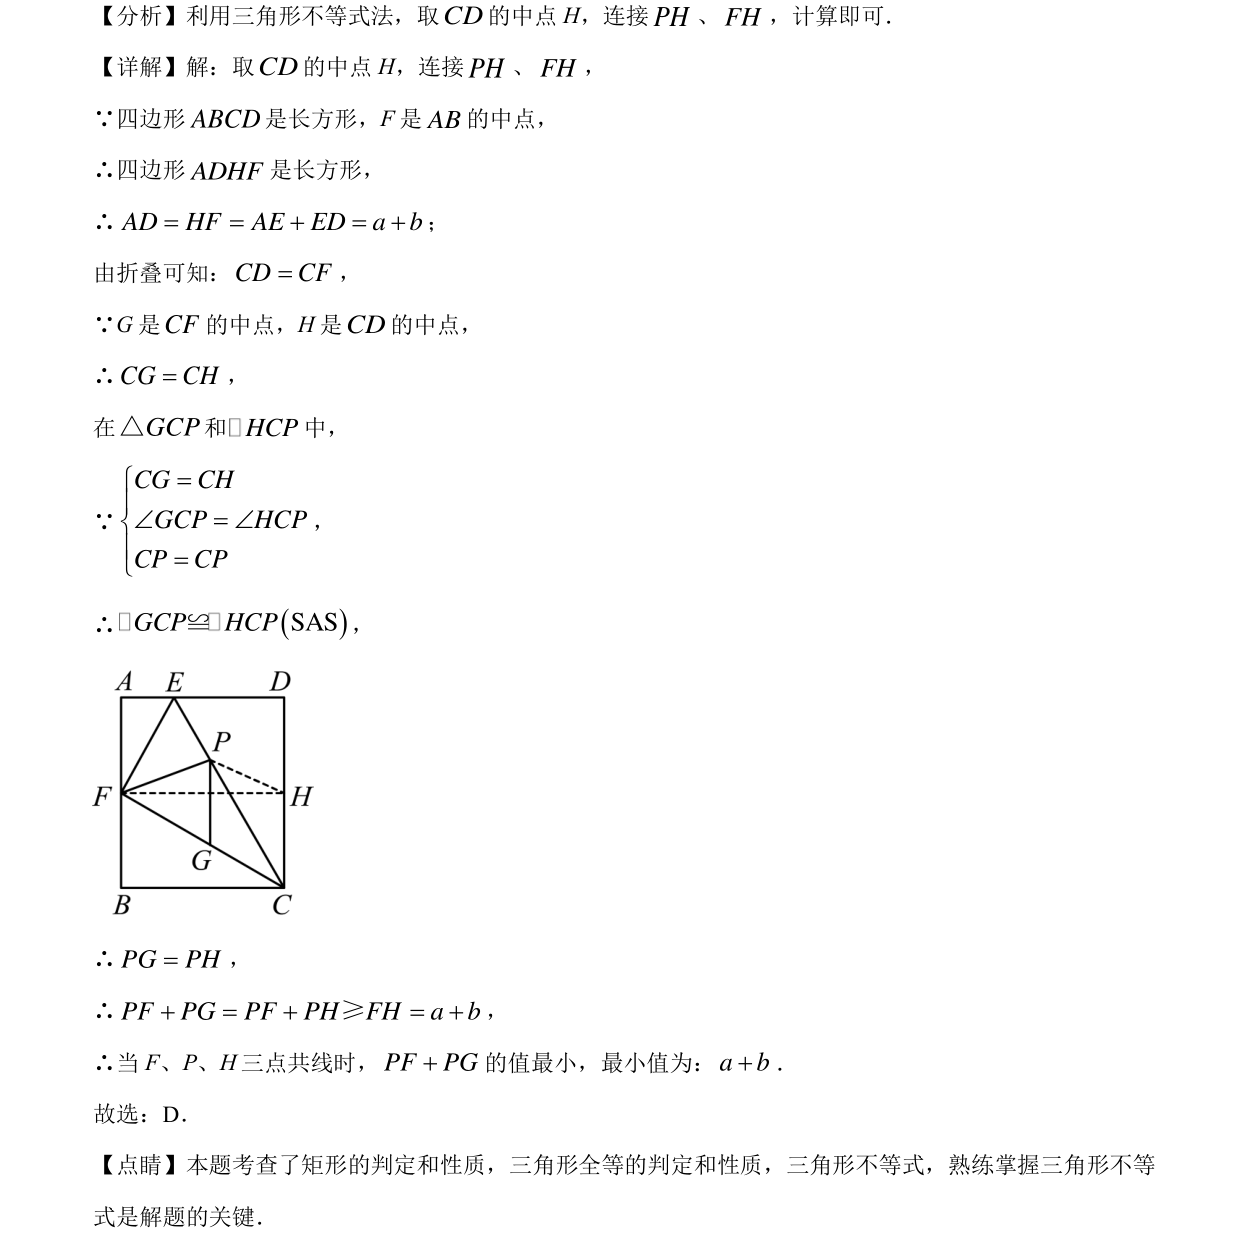 【分析】利用三角形不等式法，取CD的中点H，连接PH、FH，计算即可．
【详解】解：取CD的中点H，连接PH、FH，
∵四边形ABCD是长方形，F是AB的中点，
∴四边形ADHF是长方形，
∴AD=HF=AE+ED=a+b；
由折叠可知：CD=CF，
∵G是CF的中点，H是CD的中点，
∴CG=CH，
在△GCP和□HCP中，
CG=CH
∵{∠GCP=∠HCP，
CP=CP
∴□GCP≌□HCP(SAS)，
A E D
P
F H
G
B C
∴PG=PH，
∴PF+PG=PF+PH≥FH=a+b，
∴当F、P、H三点共线时，PF+PG的值最小，最小值为：a+b．
故选：D．
【点睛】本题考查了矩形的判定和性质，三角形全等的判定和性质，三角形不等式，熟练掌握三角形不等
式是解题的关键．